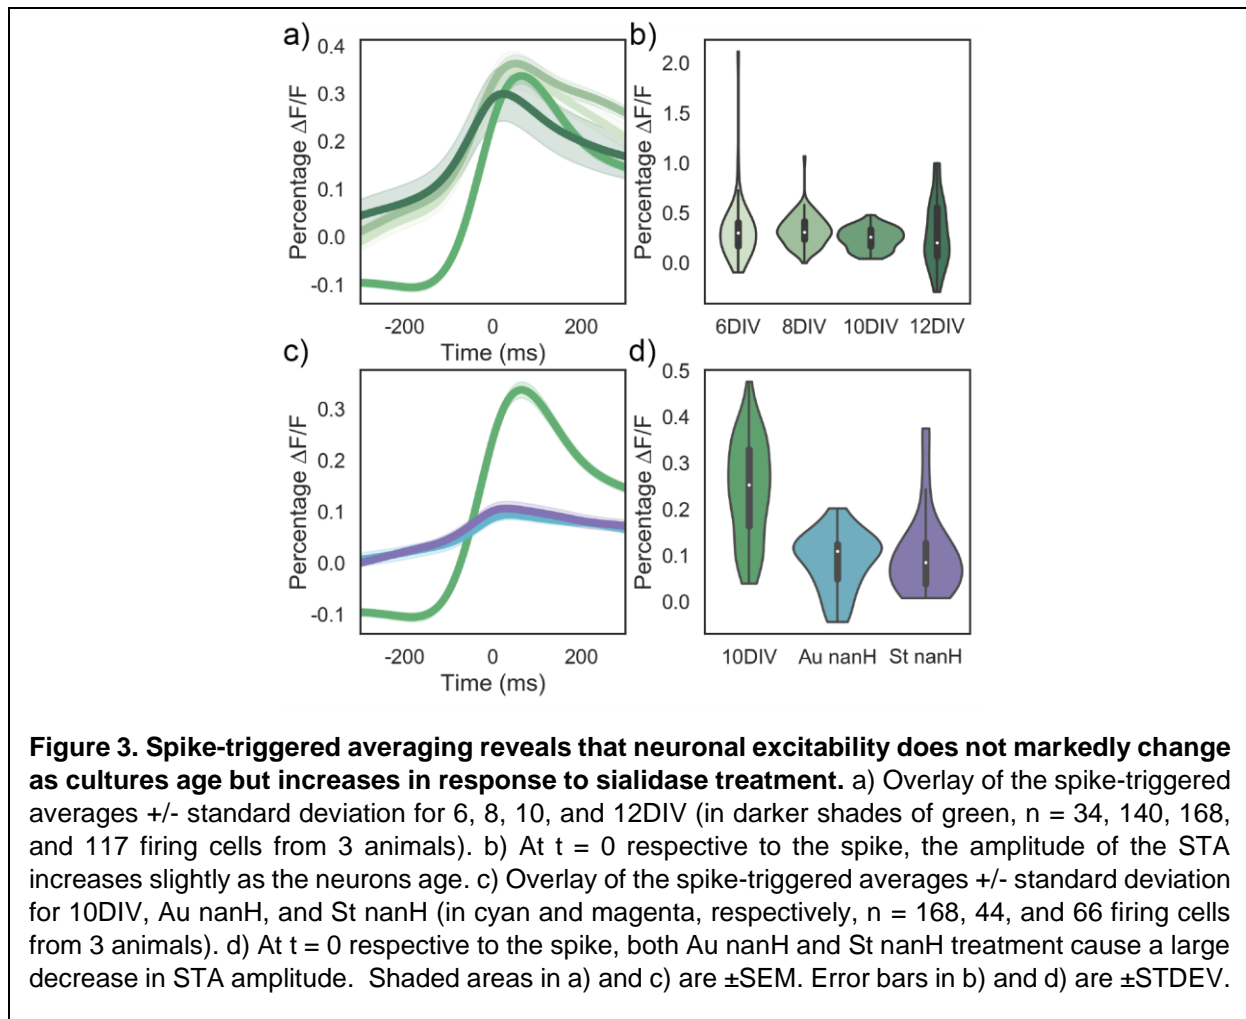 a)
0.4
0.3
0.2
0.1
0.0
-0.1
Percentage ΔF/F
-200 0 200
Time (ms)
b)
2.0
1.5
1.0
0.5
0.0
Percentage ΔF/F
6DIV 8DIV 10DIV 12DIV
c)
0.3
0.2
0.1
0.0
-0.1
Percentage ΔF/F
-200 0 200
Time (ms)
d)
0.5
0.4
0.3
0.2
0.1
0.0
Percentage ΔF/F
10DIV Au nanH St nanH
Figure 3. Spike-triggered averaging reveals that neuronal excitability does not markedly change
as cultures age but increases in response to sialidase treatment. a) Overlay of the spike-triggered
averages +/- standard deviation for 6, 8, 10, and 12DIV (in darker shades of green, n = 34, 140, 168,
and 117 firing cells from 3 animals). b) At t = 0 respective to the spike, the amplitude of the STA
increases slightly as the neurons age. c) Overlay of the spike-triggered averages +/- standard deviation
for 10DIV, Au nanH, and St nanH (in cyan and magenta, respectively, n = 168, 44, and 66 firing cells
from 3 animals). d) At t = 0 respective to the spike, both Au nanH and St nanH treatment cause a large
decrease in STA amplitude. Shaded areas in a) and c) are ±SEM. Error bars in b) and d) are ±STDEV.